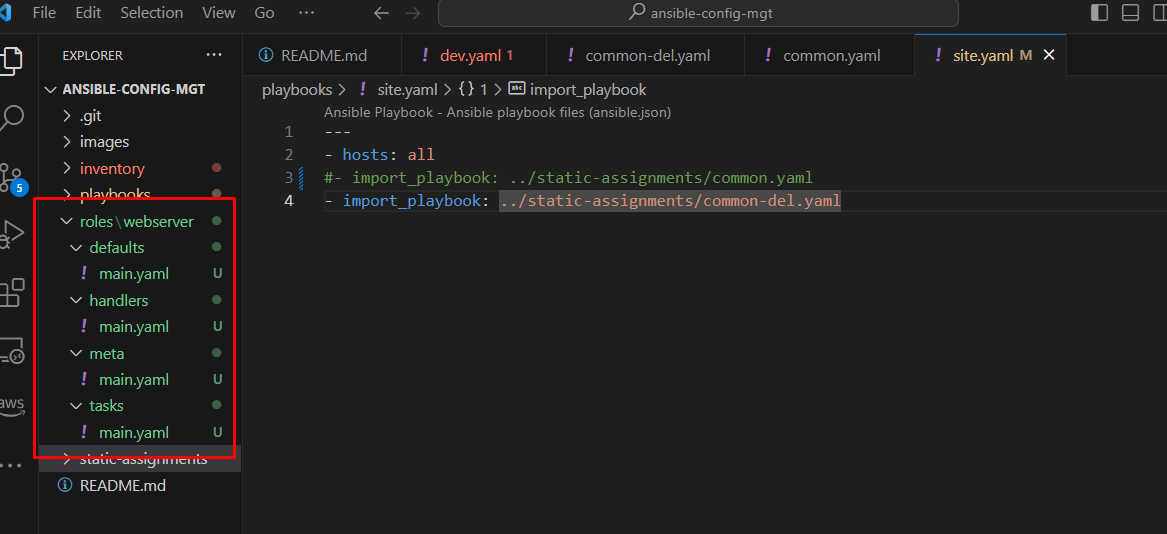 File Edit Selection View Go ··· ansible-config-mgt
EXPLORER ···
README.md
! dev.yaml 1
! common-del.yaml
! common.yaml
! site.yaml M
ANSIBLE-CONFIG-MGT
.git
images
inventory
playbooks
roles\webserver
defaults
! main.yaml U
handlers
! main.yaml U
meta
! main.yaml U
tasks
! main.yaml U
static-assignments
README.md
5
aws
playbooks > ! site.yaml > {} 1 > abc import_playbook
Ansible Playbook - Ansible playbook files (ansible.json)
1 ---
2 - hosts: all
3 #- import_playbook: ../static-assignments/common.yaml
4 - import_playbook: ../static-assignments/common-del.yaml